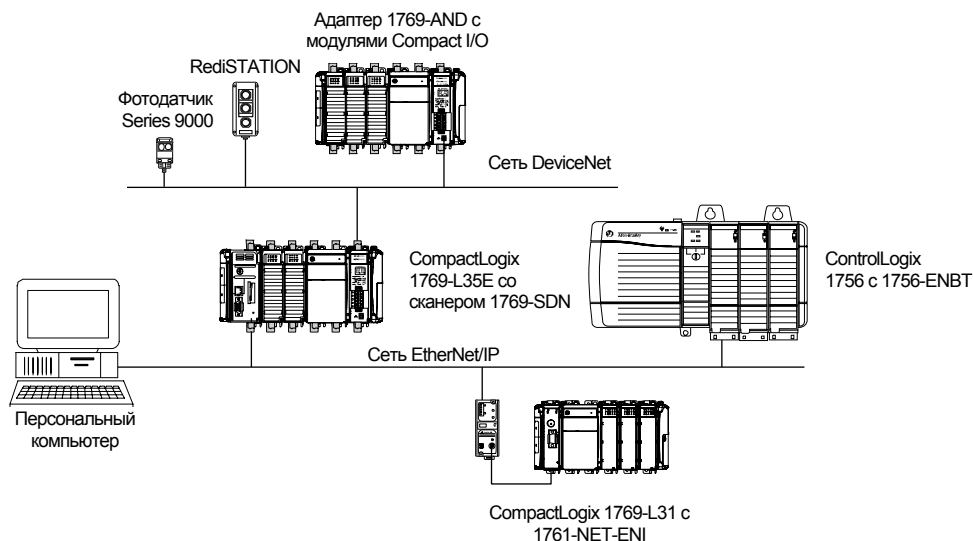 Адаптер 1769-AND с
модулями Compact I/O
RediSTATION
Фотодатчик
Series 9000
Сеть DeviceNet
CompactLogix
1769-L35E со
сканером 1769-SDN
ControlLogix
1756 с 1756-ENBT
Сеть EtherNet/IP
Персональный
компьютер
CompactLogix 1769-L31 с
1761-NET-ENI